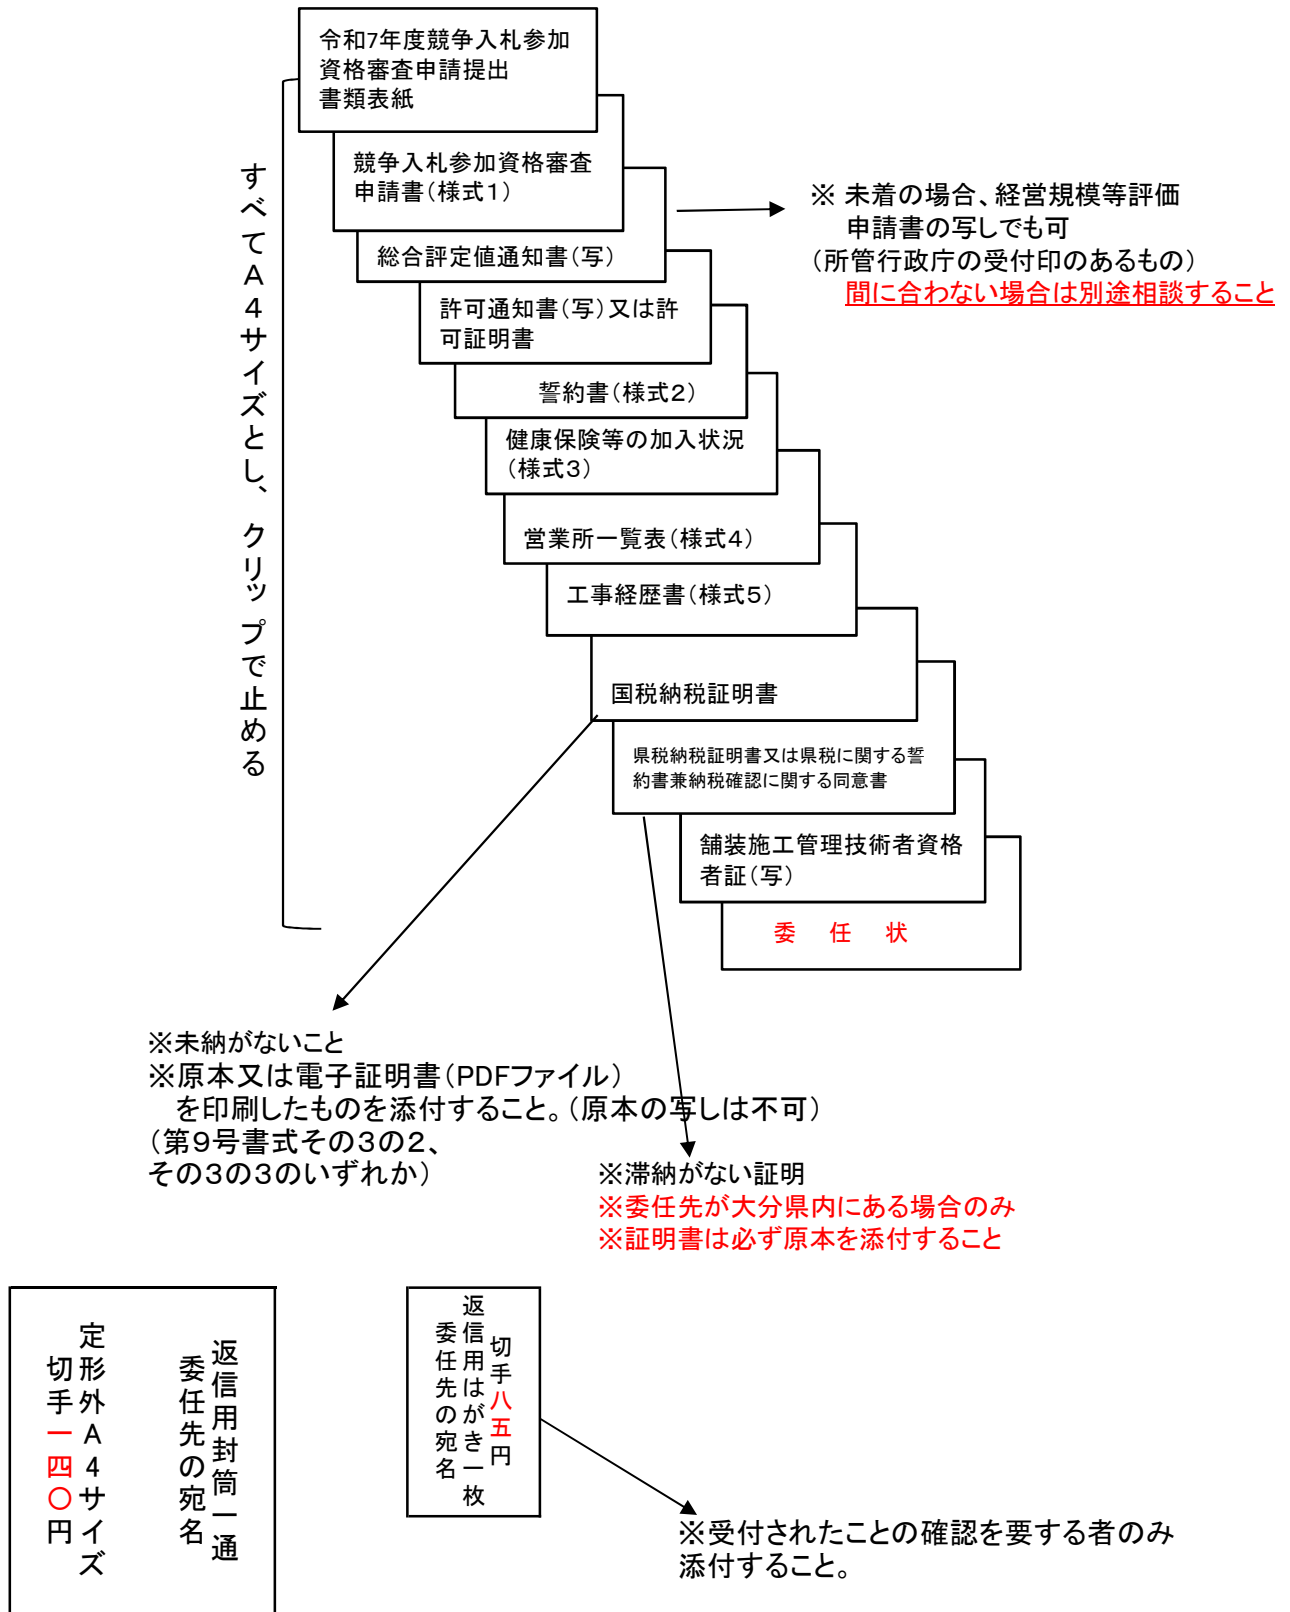 令和7年度競争入札参加
資格審査申請提出
書類表紙
競争入札参加資格審査
申請書(様式1)
総合評定値通知書(写)
許可通知書(写)又は許
可証明書
誓約書(様式2)
健康保険等の加入状況
(様式3)
営業所一覧表(様式4)
工事経歴書(様式5)
国税納税証明書
県税納税証明書又は県税に関する誓
約書兼納税確認に関する同意書
舗装施工管理技術者資格
者証(写)
委 任 状
すべてA4サイズとし、クリップで止める
※ 未着の場合、経営規模等評価
申請書の写しでも可
(所管行政庁の受付印のあるもの)
間に合わない場合は別途相談すること
※未納がないこと
※原本又は電子証明書(PDFファイル)
を印刷したものを添付すること。(原本の写しは不可)
(第9号書式その3の2、
その3の3のいずれか)
※滞納がない証明
※委任先が大分県内にある場合のみ
※証明書は必ず原本を添付すること
返信用封筒一通
委任先の宛名
定形外A4サイズ
切手一四〇円
切手八五円
返信用はがき一枚
委任先の宛名
※受付されたことの確認を要する者のみ
添付すること。